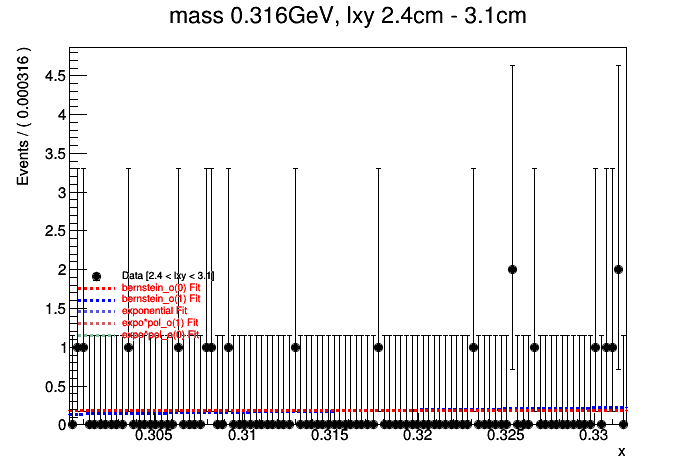 mass 0.316GeV, lxy 2.4cm - 3.1cm
Events / ( 0.000316 )
4.5
4
3.5
3
2.5
2
1.5
1
0.5
0
Data [2.4 < lxy < 3.1]
bernstein_o(0) Fit
bernstein_o(1) Fit
exponential Fit
expo*pol_o(1) Fit
expo*pol_o(0) Fit
0.305
0.31
0.315
0.32
0.325
0.33
x